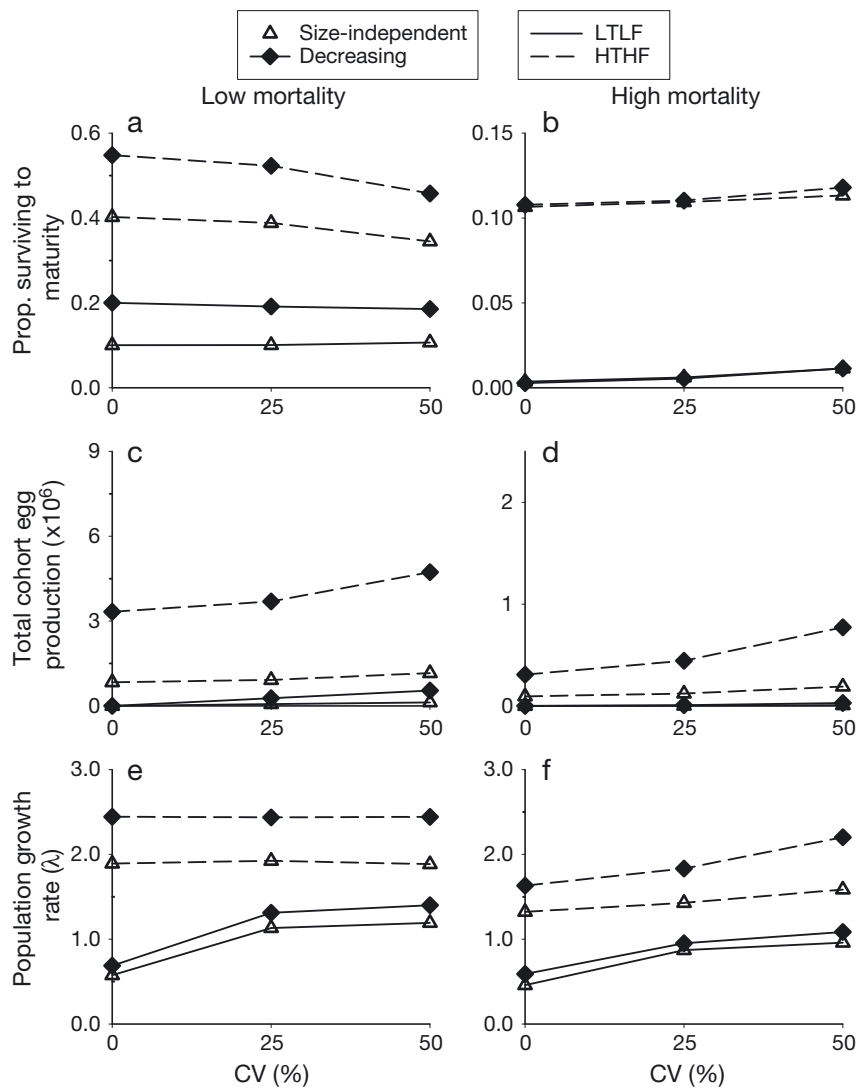 Size-independent
Decreasing
LTLF
HTHF
Low mortality
High mortality
a
b
0.6
0.4
0.2
0.0
0.15
0.10
0.05
0.00
Prop. surviving to
maturity
0 25 50
0 25 50
c
d
9
6
3
0
2
1
0
Total cohort egg
production (x10⁶)
0 25 50
0 25 50
e
f
3.0
2.0
1.0
0.0
3.0
2.0
1.0
0.0
Population growth
rate (λ)
0 25 50
0 25 50
CV (%)
CV (%)